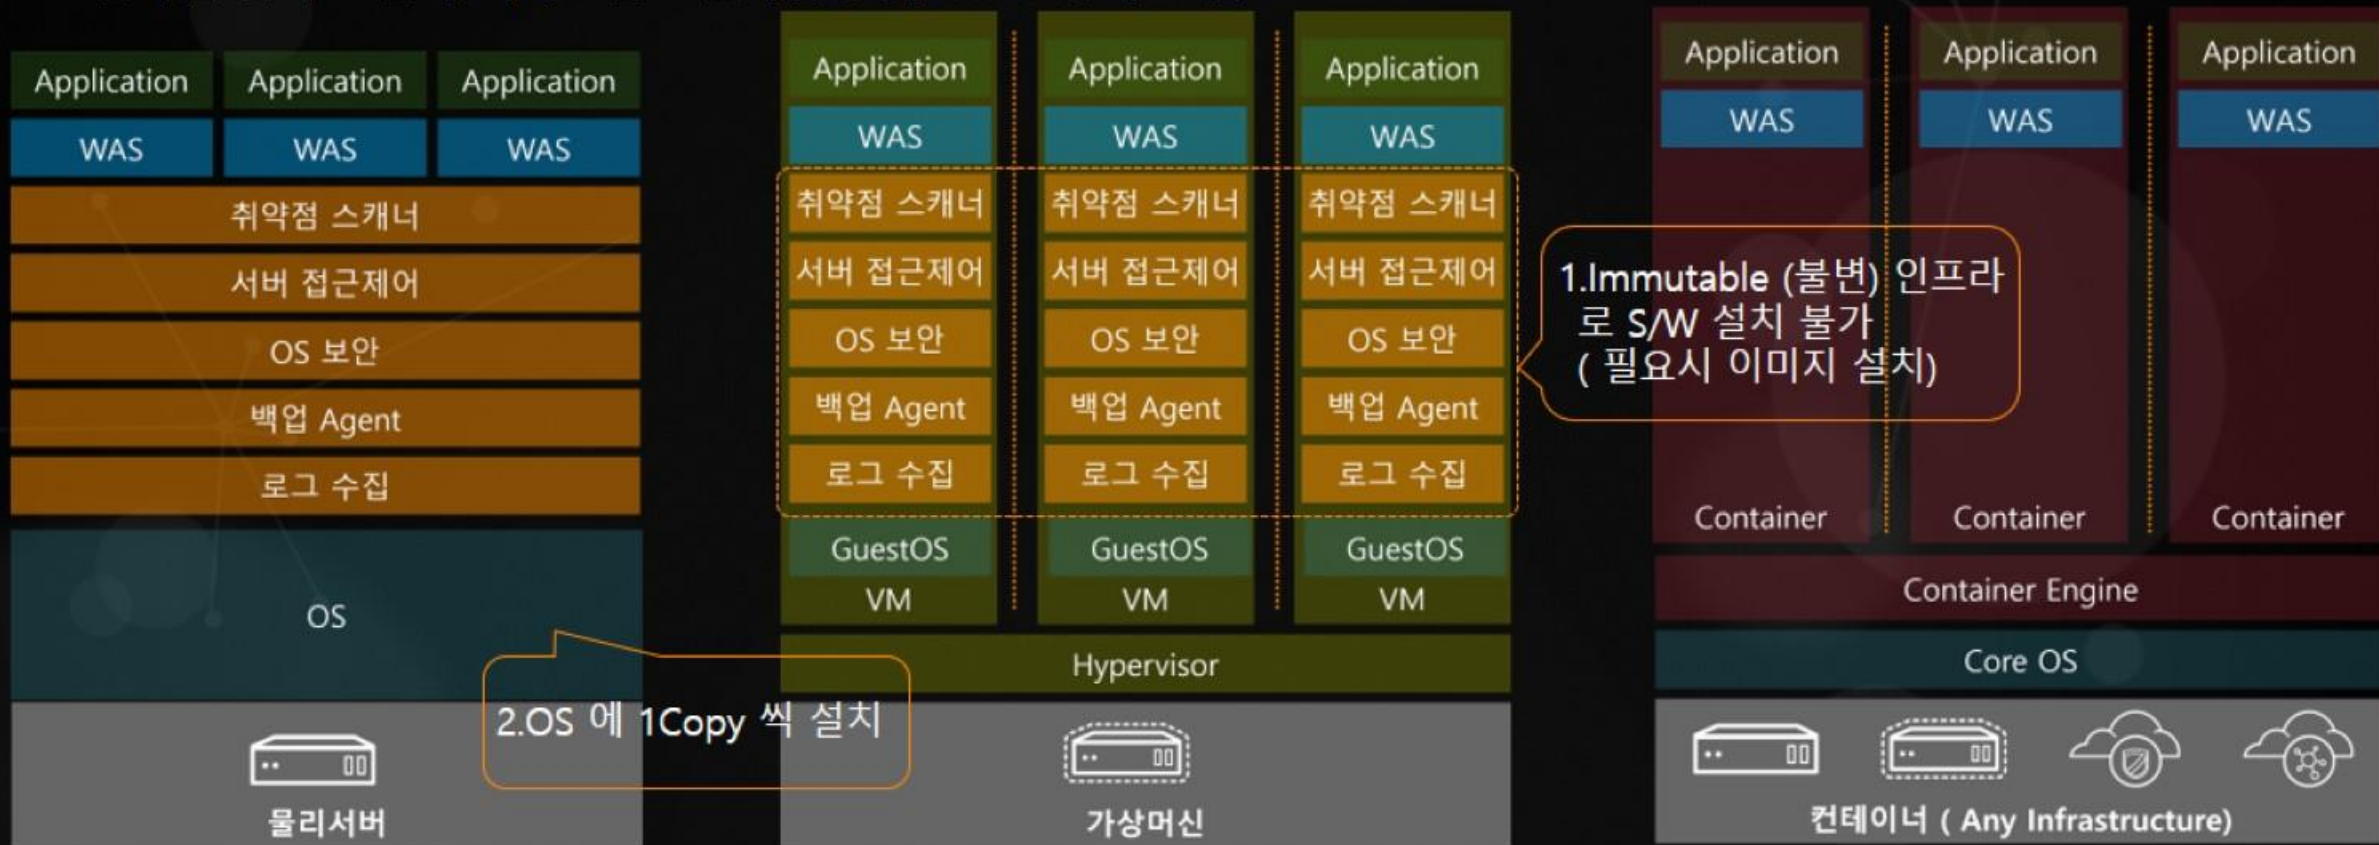 Application
Application
Application
WAS
WAS
WAS
취약점 스캐너
서버 접근제어
OS 보안
백업 Agent
로그 수집
OS
2.OS 에 1Copy 씩 설치
물리서버
Application
Application
Application
WAS
WAS
WAS
취약점 스캐너
취약점 스캐너
취약점 스캐너
서버 접근제어
서버 접근제어
서버 접근제어
OS 보안
OS 보안
OS 보안
백업 Agent
백업 Agent
백업 Agent
로그 수집
로그 수집
로그 수집
GuestOS
GuestOS
GuestOS
VM
VM
VM
Hypervisor
가상머신
1.Immutable (불변) 인프라
로 S/W 설치 불가
( 필요시 이미지 설치)
Application
Application
Application
WAS
WAS
WAS
Container
Container
Container
Container Engine
Core OS
컨테이너 ( Any Infrastructure)